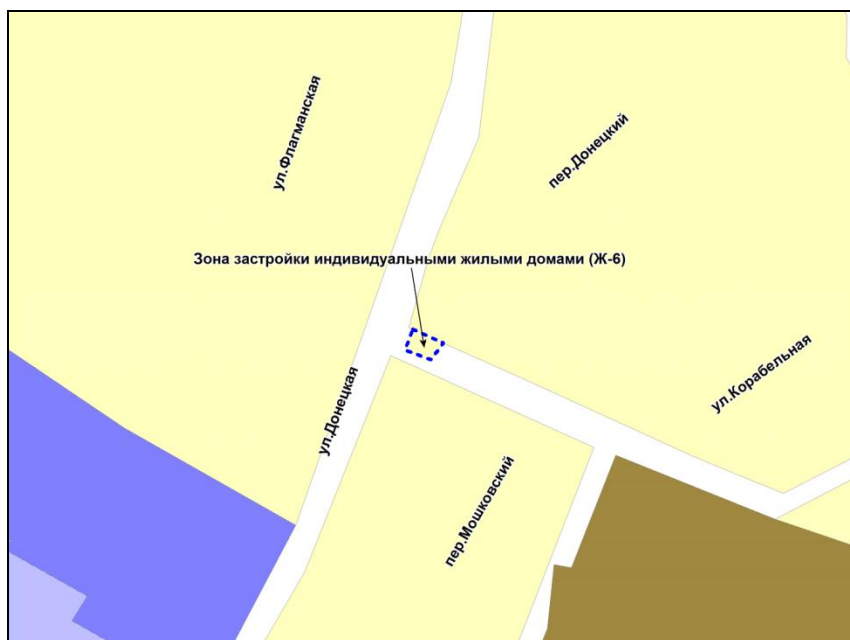 ул.Флагманская
пер.Донецкий
Зона застройки индивидуальными жилыми домами (Ж-6)
ул.Корабельная
ул.Донецкая
пер.Мошковский